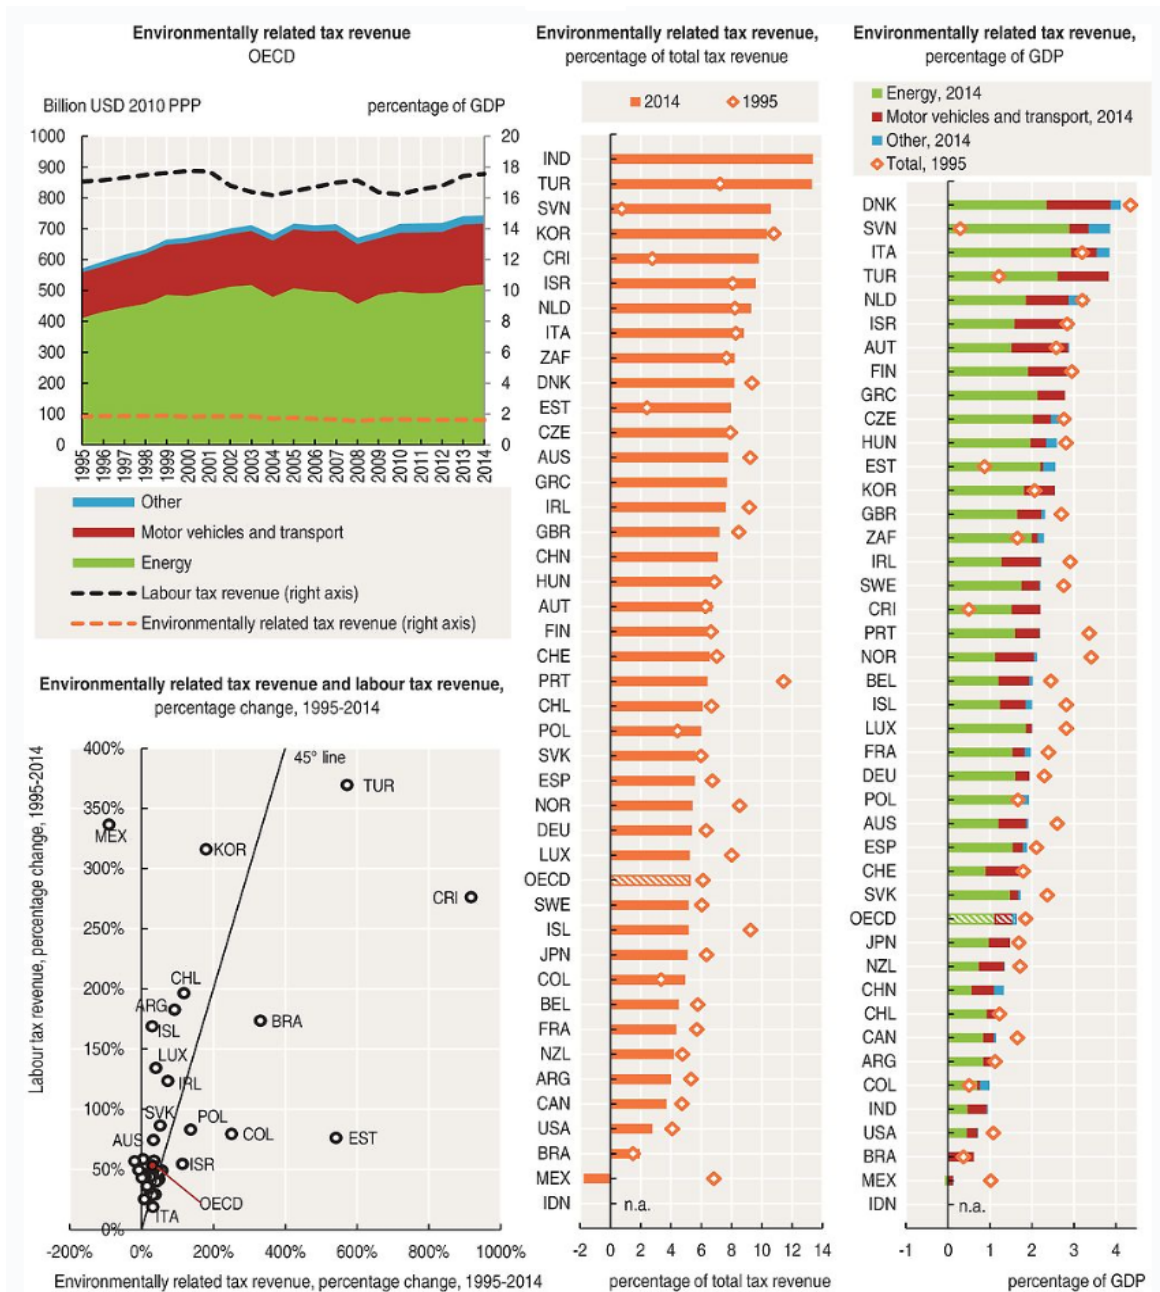 Environmentally related tax revenue
OECD
Billion USD 2010 PPP
percentage of GDP
1000
900
800
700
600
500
400
300
200
100
0
20
18
16
14
12
10
8
6
4
2
0
1995
1996
1997
1998
1999
2000
2001
2002
2003
2004
2005
2006
2007
2008
2009
2010
2011
2012
2013
2014
Other
Motor vehicles and transport
Energy
Labour tax revenue (right axis)
Environmentally related tax revenue (right axis)
Environmentally related tax revenue and labour tax revenue,
percentage change, 1995-2014
Labour tax revenue, percentage change, 1995-2014
400%
350%
300%
250%
200%
150%
100%
50%
0%
45° line
TUR
MEX
KOR
CRI
CHL
ARG
ISL
BRA
LUX
IRL
SVK
POL
AUS
COL
EST
ISR
OECD
ITA
-200%
0%
200%
400%
600%
800%
1000%
Environmentally related tax revenue, percentage change, 1995-2014
Environmentally related tax revenue,
percentage of total tax revenue
2014
1995
IND
TUR
SVN
KOR
CRI
ISR
NLD
ITA
ZAF
DNK
EST
CZE
AUS
GRC
IRL
GBR
CHN
HUN
AUT
FIN
CHE
PRT
CHL
POL
SVK
ESP
NOR
DEU
LUX
OECD
SWE
ISL
JPN
COL
BEL
FRA
NZL
ARG
CAN
USA
BRA
MEX
IDN
n.a.
-2
0
2
4
6
8
10
12
14
percentage of total tax revenue
Environmentally related tax revenue,
percentage of GDP
Energy, 2014
Motor vehicles and transport, 2014
Other, 2014
Total, 1995
DNK
SVN
ITA
TUR
NLD
ISR
AUT
FIN
GRC
CZE
HUN
EST
KOR
GBR
ZAF
IRL
SWE
CRI
PRT
NOR
BEL
ISL
LUX
FRA
DEU
POL
AUS
ESP
CHE
SVK
OECD
JPN
NZL
CHN
CHL
CAN
ARG
COL
IND
USA
BRA
MEX
IDN
n.a.
-1
0
1
2
3
4
percentage of GDP